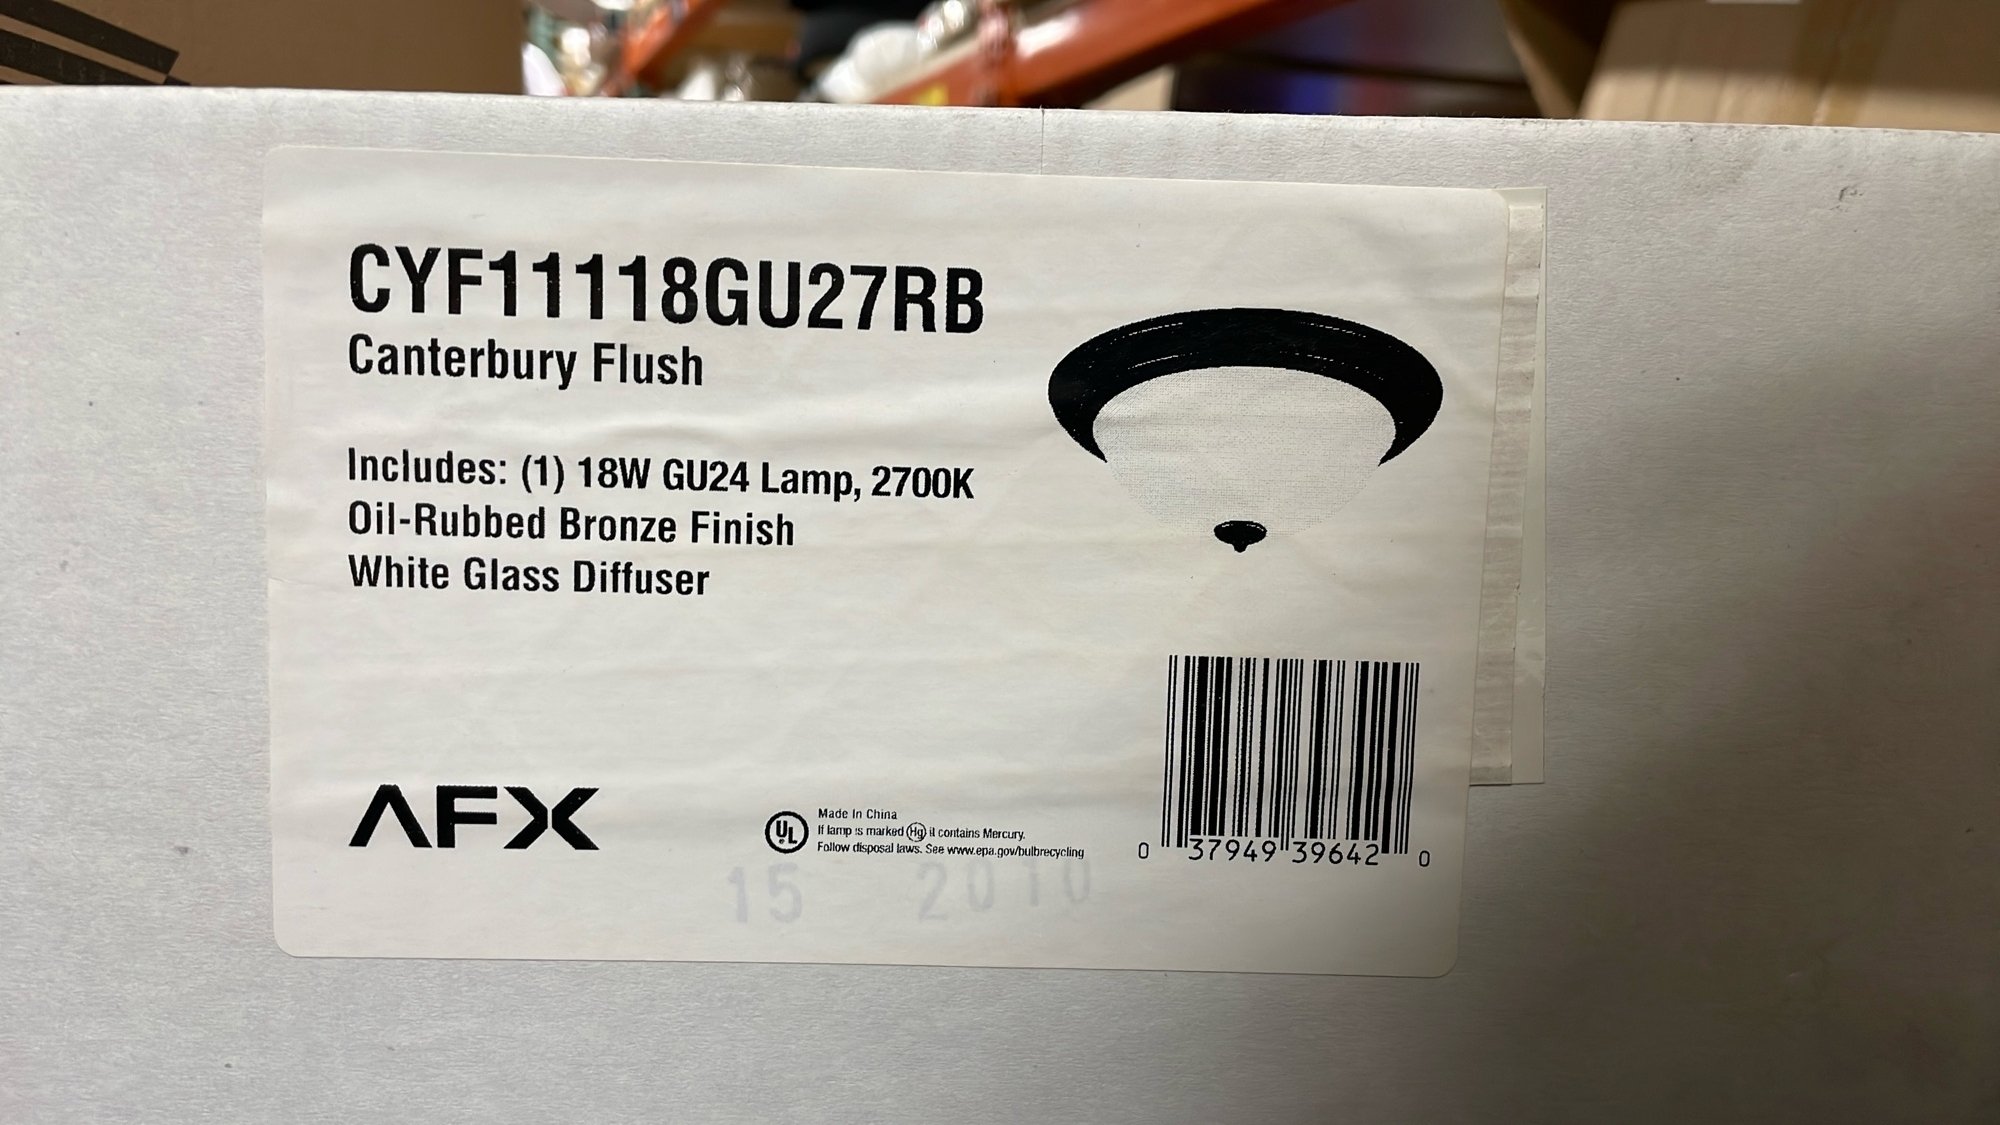 CYF11118GU27RB
Canterbury Flush
Includes: (1) 18W GU24 Lamp, 2700K
Oil-Rubbed Bronze Finish
White Glass Diffuser
AFX
UL
Made In China
If lamp is marked Hg it contains Mercury.
Follow disposal laws. See www.epa.gov/bulbrecycling
0 37949 39642 0
15 2010